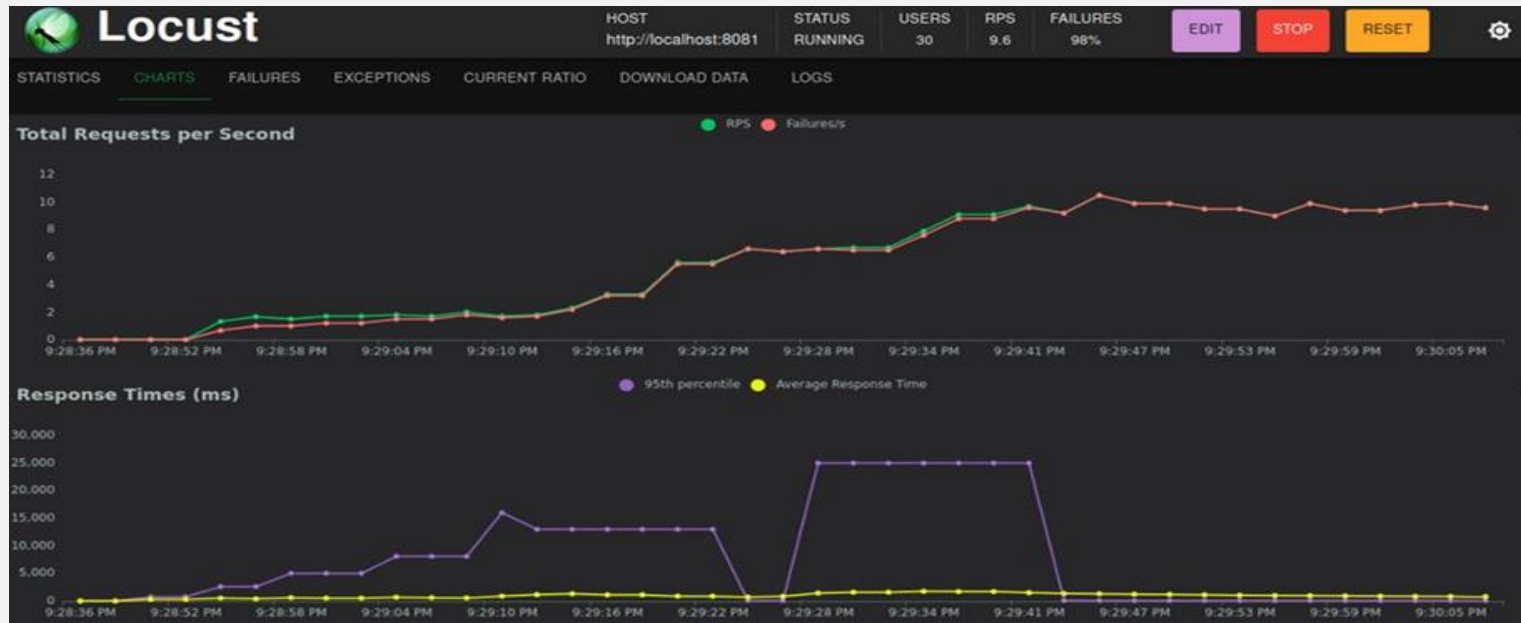 Locust
HOST STATUS USERS RPS FAILURES
http://localhost:8081 RUNNING 30 9.6 98%
EDIT STOP RESET
STATISTICS CHARTS FAILURES EXCEPTIONS CURRENT RATIO DOWNLOAD DATA LOGS
Total Requests per Second
RPS Failures/s
12
10
8
6
4
2
0
9:28:36 PM 9:28:52 PM 9:28:58 PM 9:29:04 PM 9:29:10 PM 9:29:16 PM 9:29:22 PM 9:29:28 PM 9:29:34 PM 9:29:41 PM 9:29:47 PM 9:29:53 PM 9:29:59 PM 9:30:05 PM
Response Times (ms)
95th percentile Average Response Time
30,000
25,000
20,000
15,000
10,000
5,000
0
9:28:36 PM 9:28:52 PM 9:28:58 PM 9:29:04 PM 9:29:10 PM 9:29:16 PM 9:29:22 PM 9:29:28 PM 9:29:34 PM 9:29:41 PM 9:29:47 PM 9:29:53 PM 9:29:59 PM 9:30:05 PM